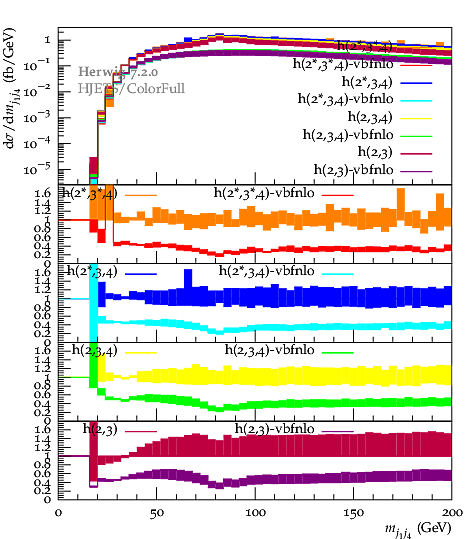 h(2*,3*,4)
h(2*,3*,4)-vbfnlo
h(2*,3,4)
h(2*,3,4)-vbfnlo
h(2,3,4)
h(2,3,4)-vbfnlo
h(2,3)
h(2,3)-vbfnlo
Herwig 7.2.0
HJETS/ColorFull
dσ/dm_{j1j4} (fb/GeV)
1
10^{−1}
10^{−2}
10^{−3}
10^{−4}
10^{−5}
h(2*,3*,4) h(2*,3*,4)-vbfnlo
1.6
1.4
1.2
1
0.8
0.6
0.4
0.2
0
h(2*,3,4) h(2*,3,4)-vbfnlo
1.6
1.4
1.2
1
0.8
0.6
0.4
0.2
0
h(2,3,4) h(2,3,4)-vbfnlo
1.6
1.4
1.2
1
0.8
0.6
0.4
0.2
0
h(2,3) h(2,3)-vbfnlo
1.6
1.4
1.2
1
0.8
0.6
0.4
0.2
0
0 50 100 150 200
m_{j1j4} (GeV)